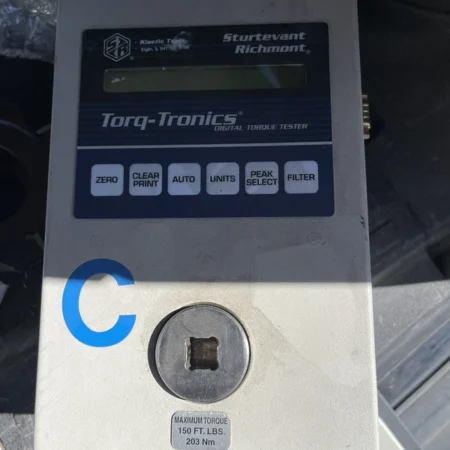 Sturtevant
Richmont®
Torq-Tronics®
DIGITAL TORQUE TESTER
ZERO
CLEAR
PRINT
AUTO
UNITS
PEAK
SELECT
FILTER
C
MAXIMUM TORQUE
150 FT. LBS.
203 Nm